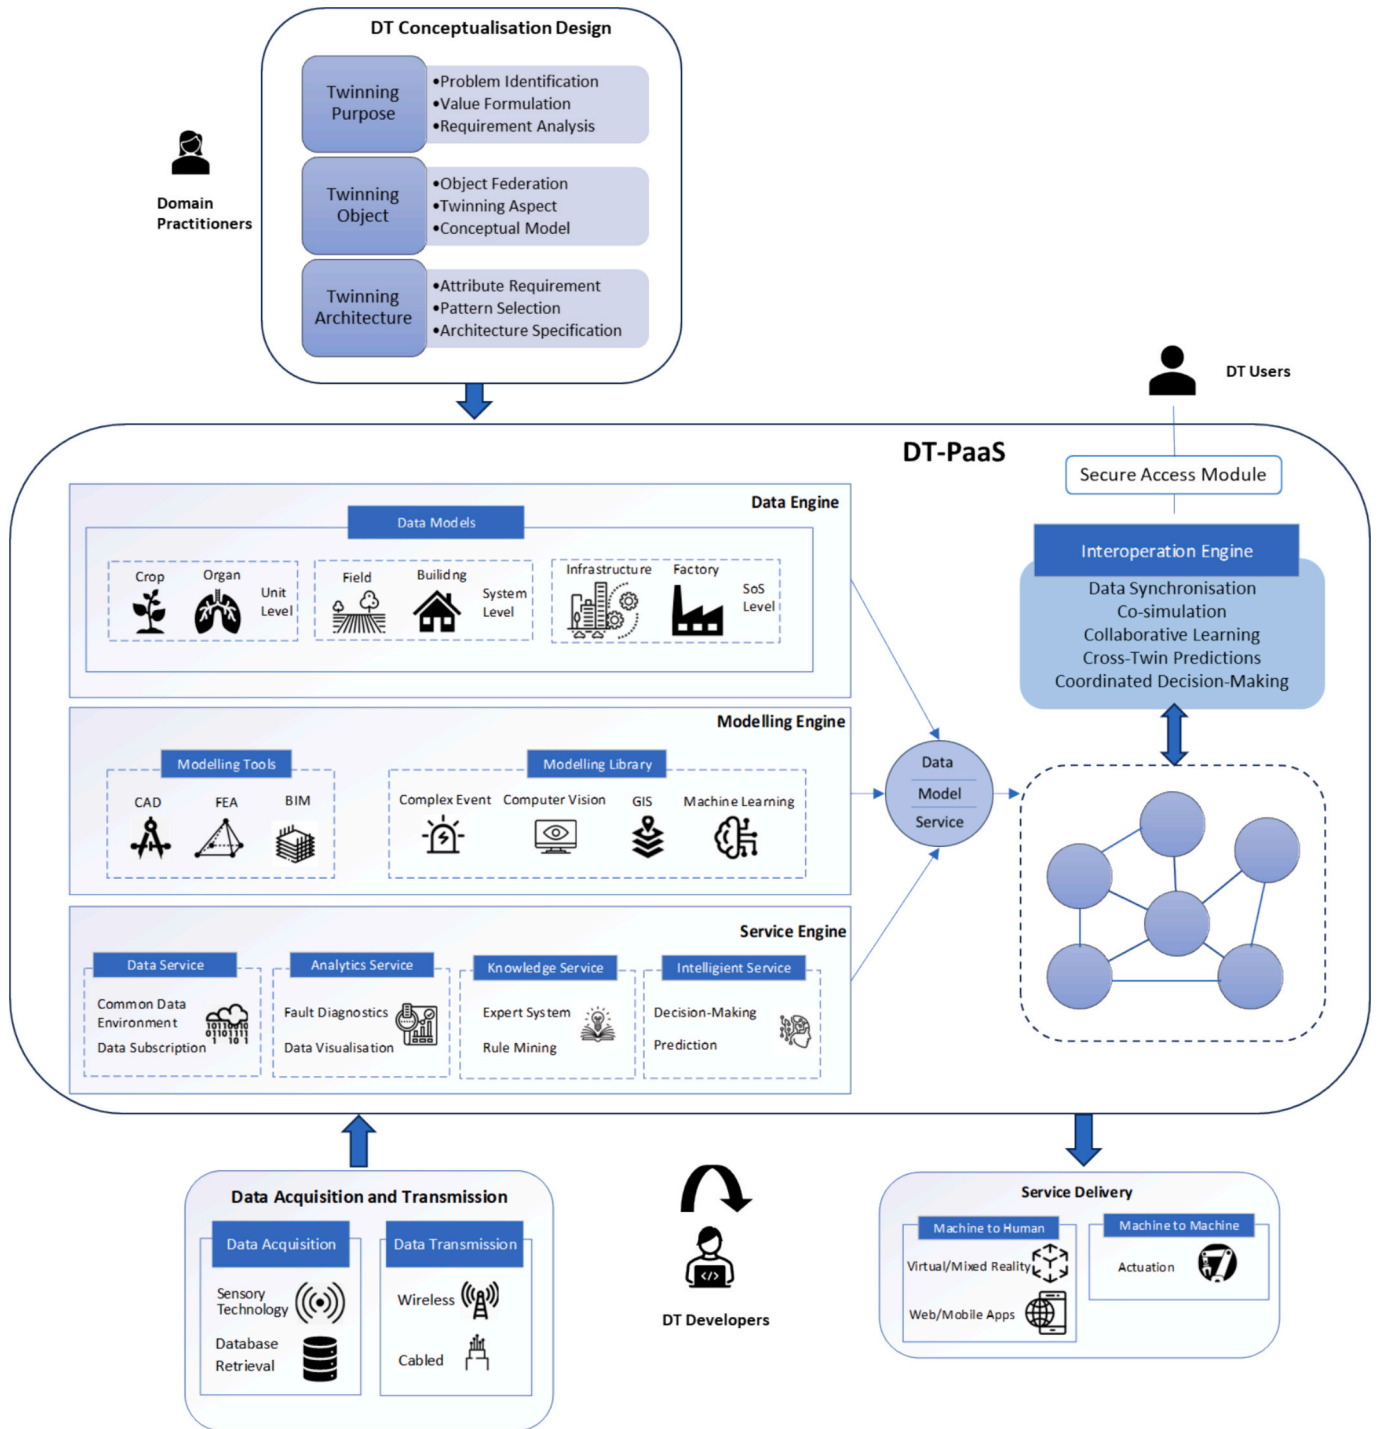 DT Conceptualisation Design
Twinning
Purpose
•Problem Identification
•Value Formulation
•Requirement Analysis
Twinning
Object
•Object Federation
•Twinning Aspect
•Conceptual Model
Twinning
Architecture
•Attribute Requirement
•Pattern Selection
•Architecture Specification
Domain
Practitioners
DT Users
DT-PaaS
Secure Access Module
Interoperation Engine
Data Synchronisation
Co-simulation
Collaborative Learning
Cross-Twin Predictions
Coordinated Decision-Making
Data Engine
Data Models
Crop
Organ
Unit
Level
Field
Builidng
System
Level
Infrastructure
Factory
SoS
Level
Modelling Engine
Modelling Tools
CAD
FEA
BIM
Modelling Library
Complex Event
Computer Vision
GIS
Machine Learning
Data
Model
Service
Service Engine
Data Service
Common Data
Environment
Data Subscription
10110010
01101111
1 10 1
Analytics Service
Fault Diagnostics
Data Visualisation
Knowledge Service
Expert System
Rule Mining
Intelligient Service
Decision-Making
Prediction
Data Acquisition and Transmission
Data Acquisition
Sensory
Technology
Database
Retrieval
Data Transmission
Wireless
Cabled
</>
DT Developers
Service Delivery
Machine to Human
Virtual/Mixed Reality
Web/Mobile Apps
Machine to Machine
Actuation